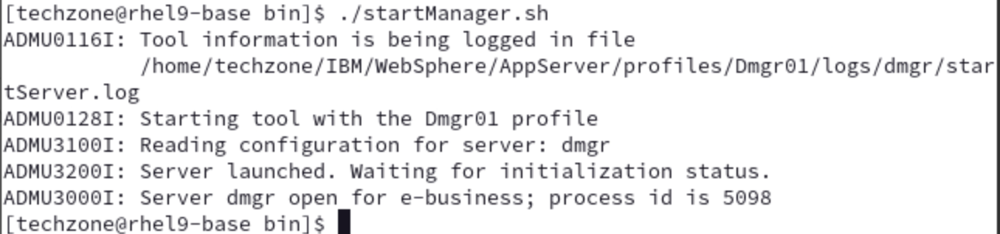 [techzone@rhel9-base bin]$ ./startManager.sh
ADMU0116I: Tool information is being logged in file
           /home/techzone/IBM/WebSphere/AppServer/profiles/Dmgr01/logs/dmgr/star
tServer.log
ADMU0128I: Starting tool with the Dmgr01 profile
ADMU3100I: Reading configuration for server: dmgr
ADMU3200I: Server launched. Waiting for initialization status.
ADMU3000I: Server dmgr open for e-business; process id is 5098
[techzone@rhel9-base bin]$